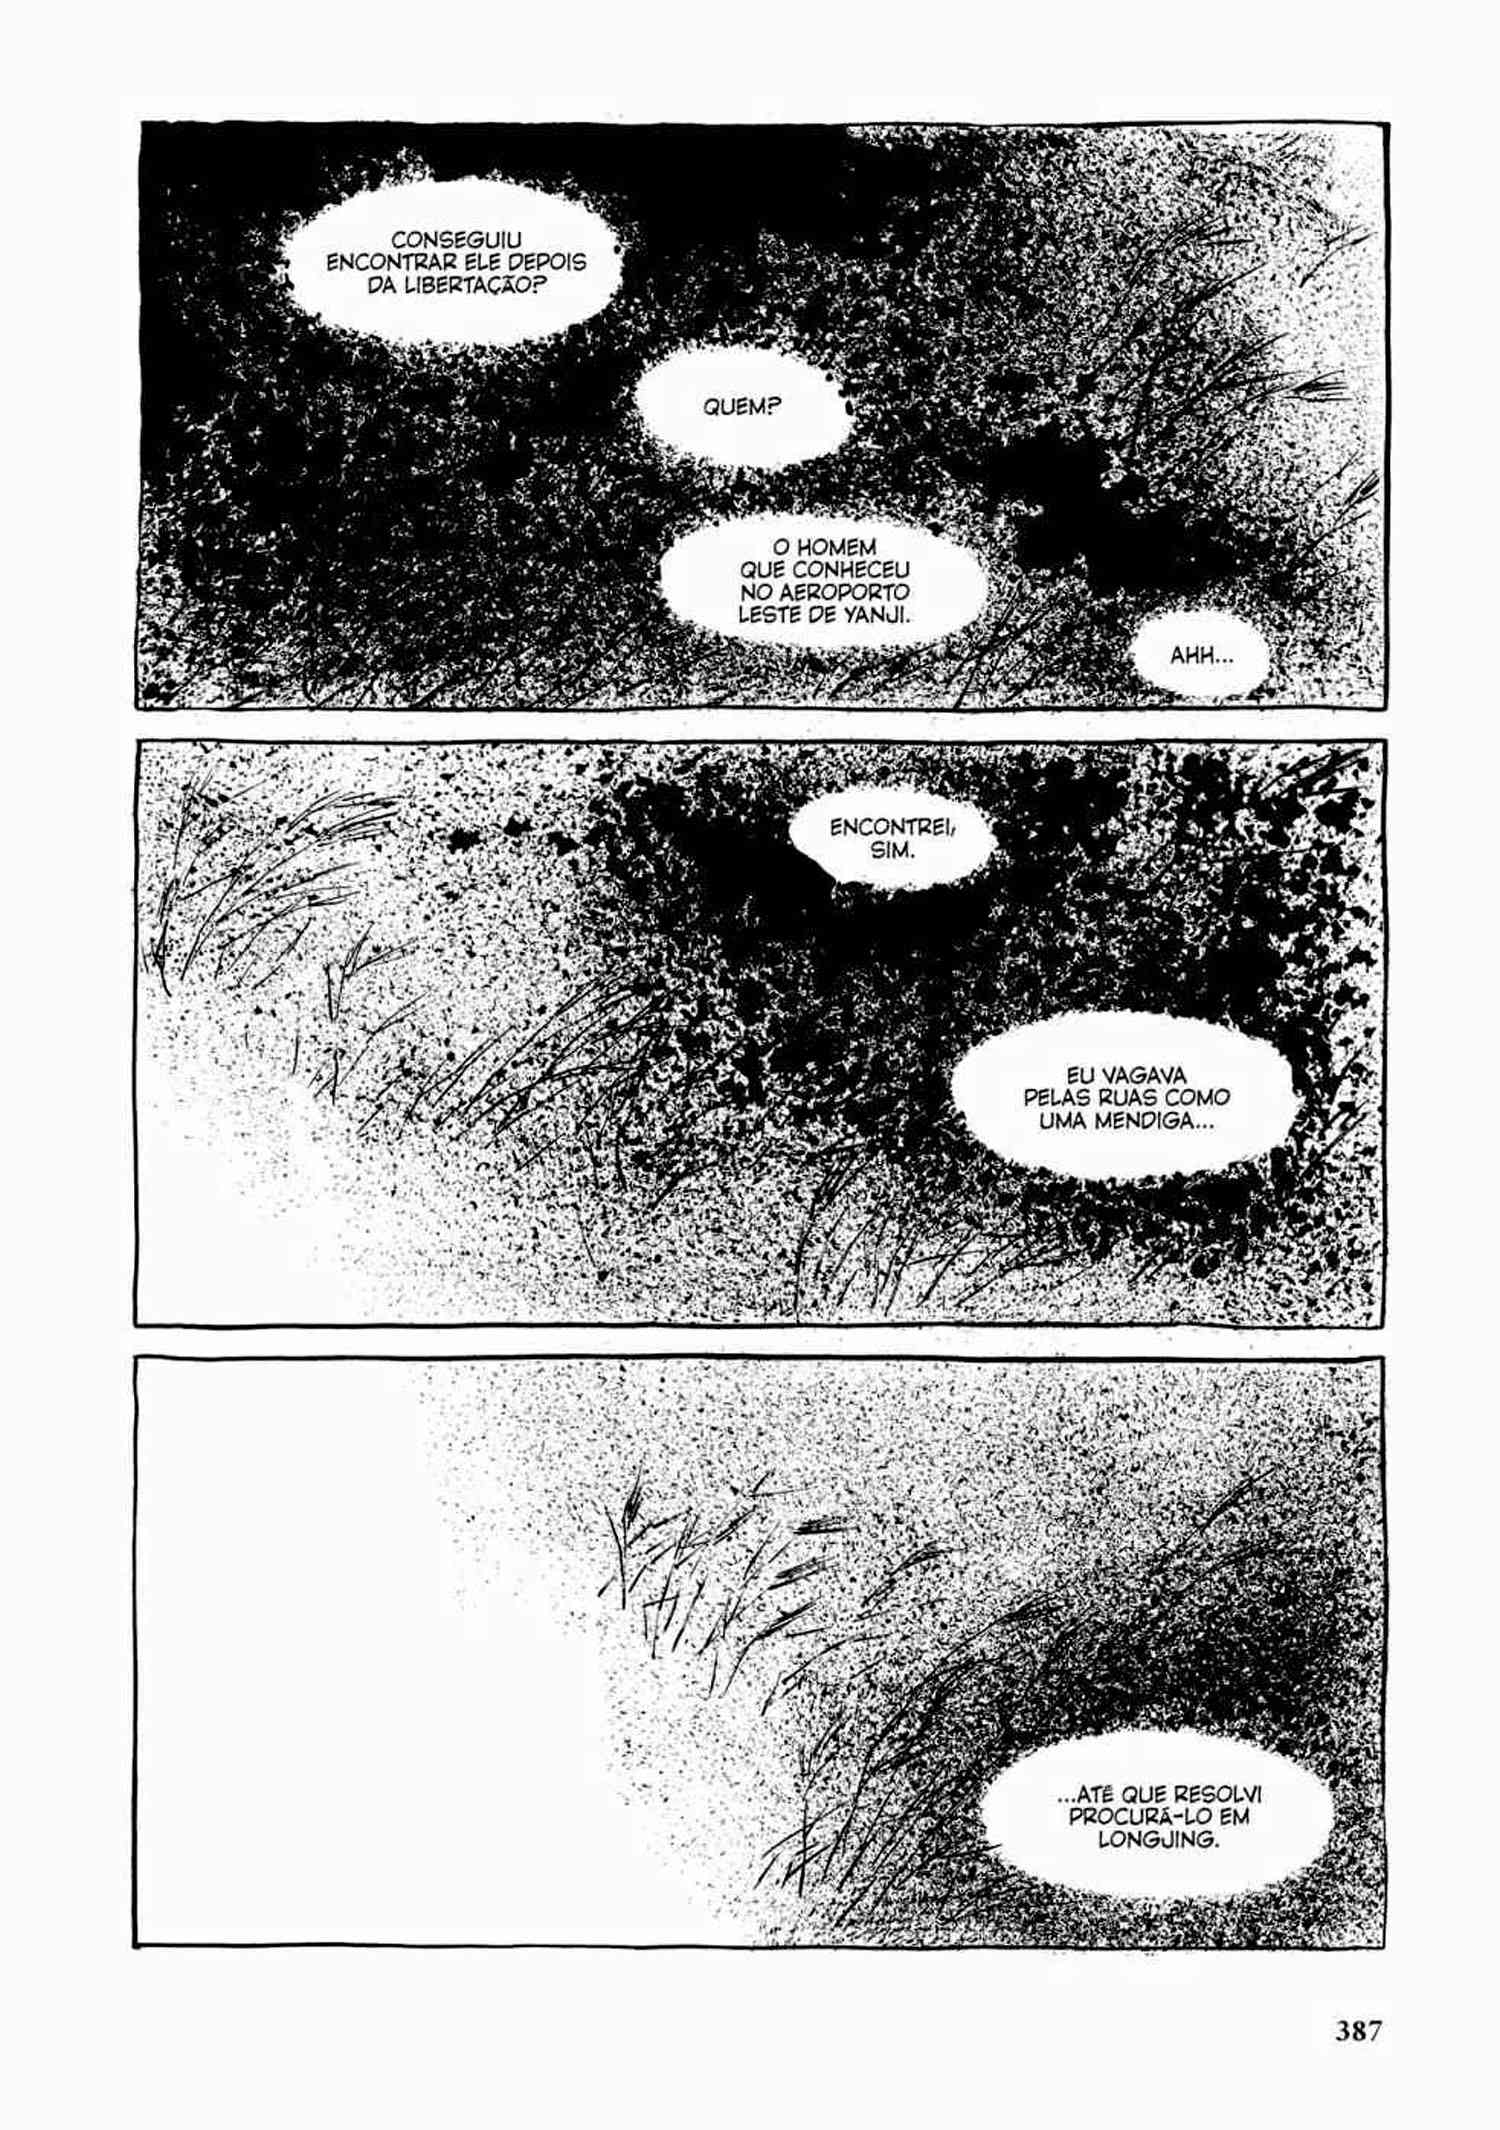 CONSEGUIU
ENCONTRAR ELE DEPOIS
DA LIBERTAÇÃO?
QUEM?
O HOMEM
QUE CONHECEU
NO AEROPORTO
LESTE DE YANJI.
AHH...
ENCONTREI,
SIM.
EU VAGAVA
PELAS RUAS COMO
UMA MENDIGA...
...ATÉ QUE RESOLVI
PROCURÁ-LO EM
LONGJING.
387